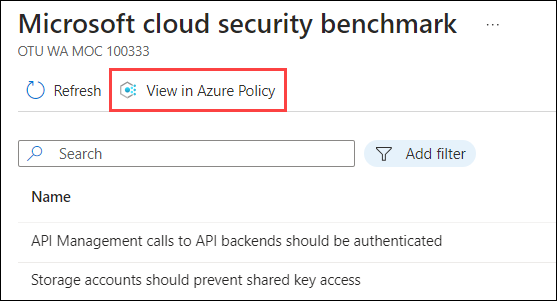 Microsoft cloud security benchmark ...
OTU WA MOC 100333
Refresh View in Azure Policy
Search Add filter
Name
API Management calls to API backends should be authenticated
Storage accounts should prevent shared key access